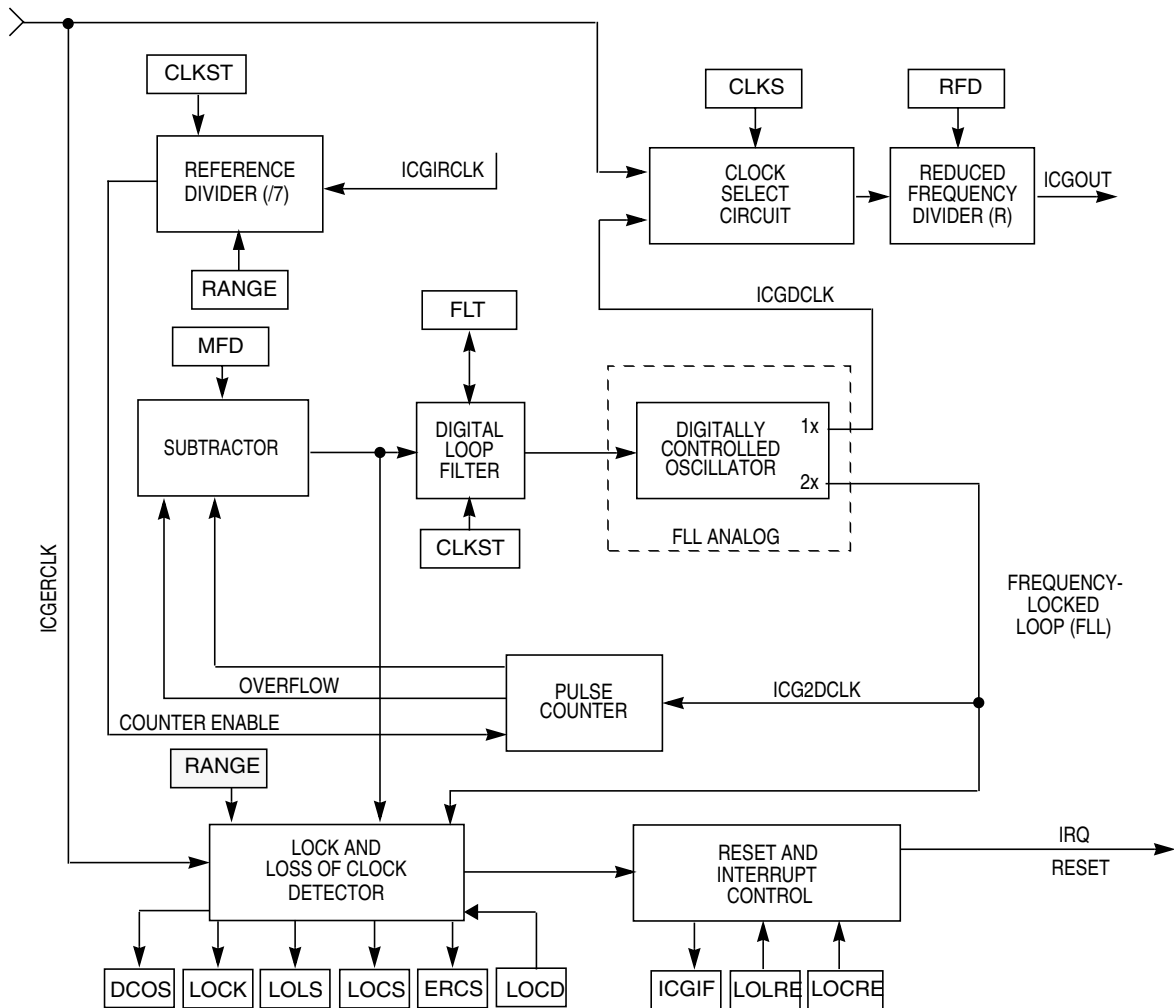 CLKST
CLKS
RFD
REFERENCE
DIVIDER (/7)
ICGIRCLK
CLOCK
SELECT
CIRCUIT
REDUCED
FREQUENCY
DIVIDER (R)
ICGOUT
RANGE
ICGDCLK
FLT
MFD
SUBTRACTOR
DIGITAL
LOOP
FILTER
DIGITALLY
CONTROLLED
OSCILLATOR
1x
2x
FLL ANALOG
CLKST
ICGERCLK
FREQUENCY-
LOCKED
LOOP (FLL)
OVERFLOW
PULSE
COUNTER
ICG2DCLK
COUNTER ENABLE
RANGE
LOCK AND
LOSS OF CLOCK
DETECTOR
RESET AND
INTERRUPT
CONTROL
IRQ
RESET
DCOS
LOCK
LOLS
LOCS
ERCS
LOCD
ICGIF
LOLRE
LOCRE